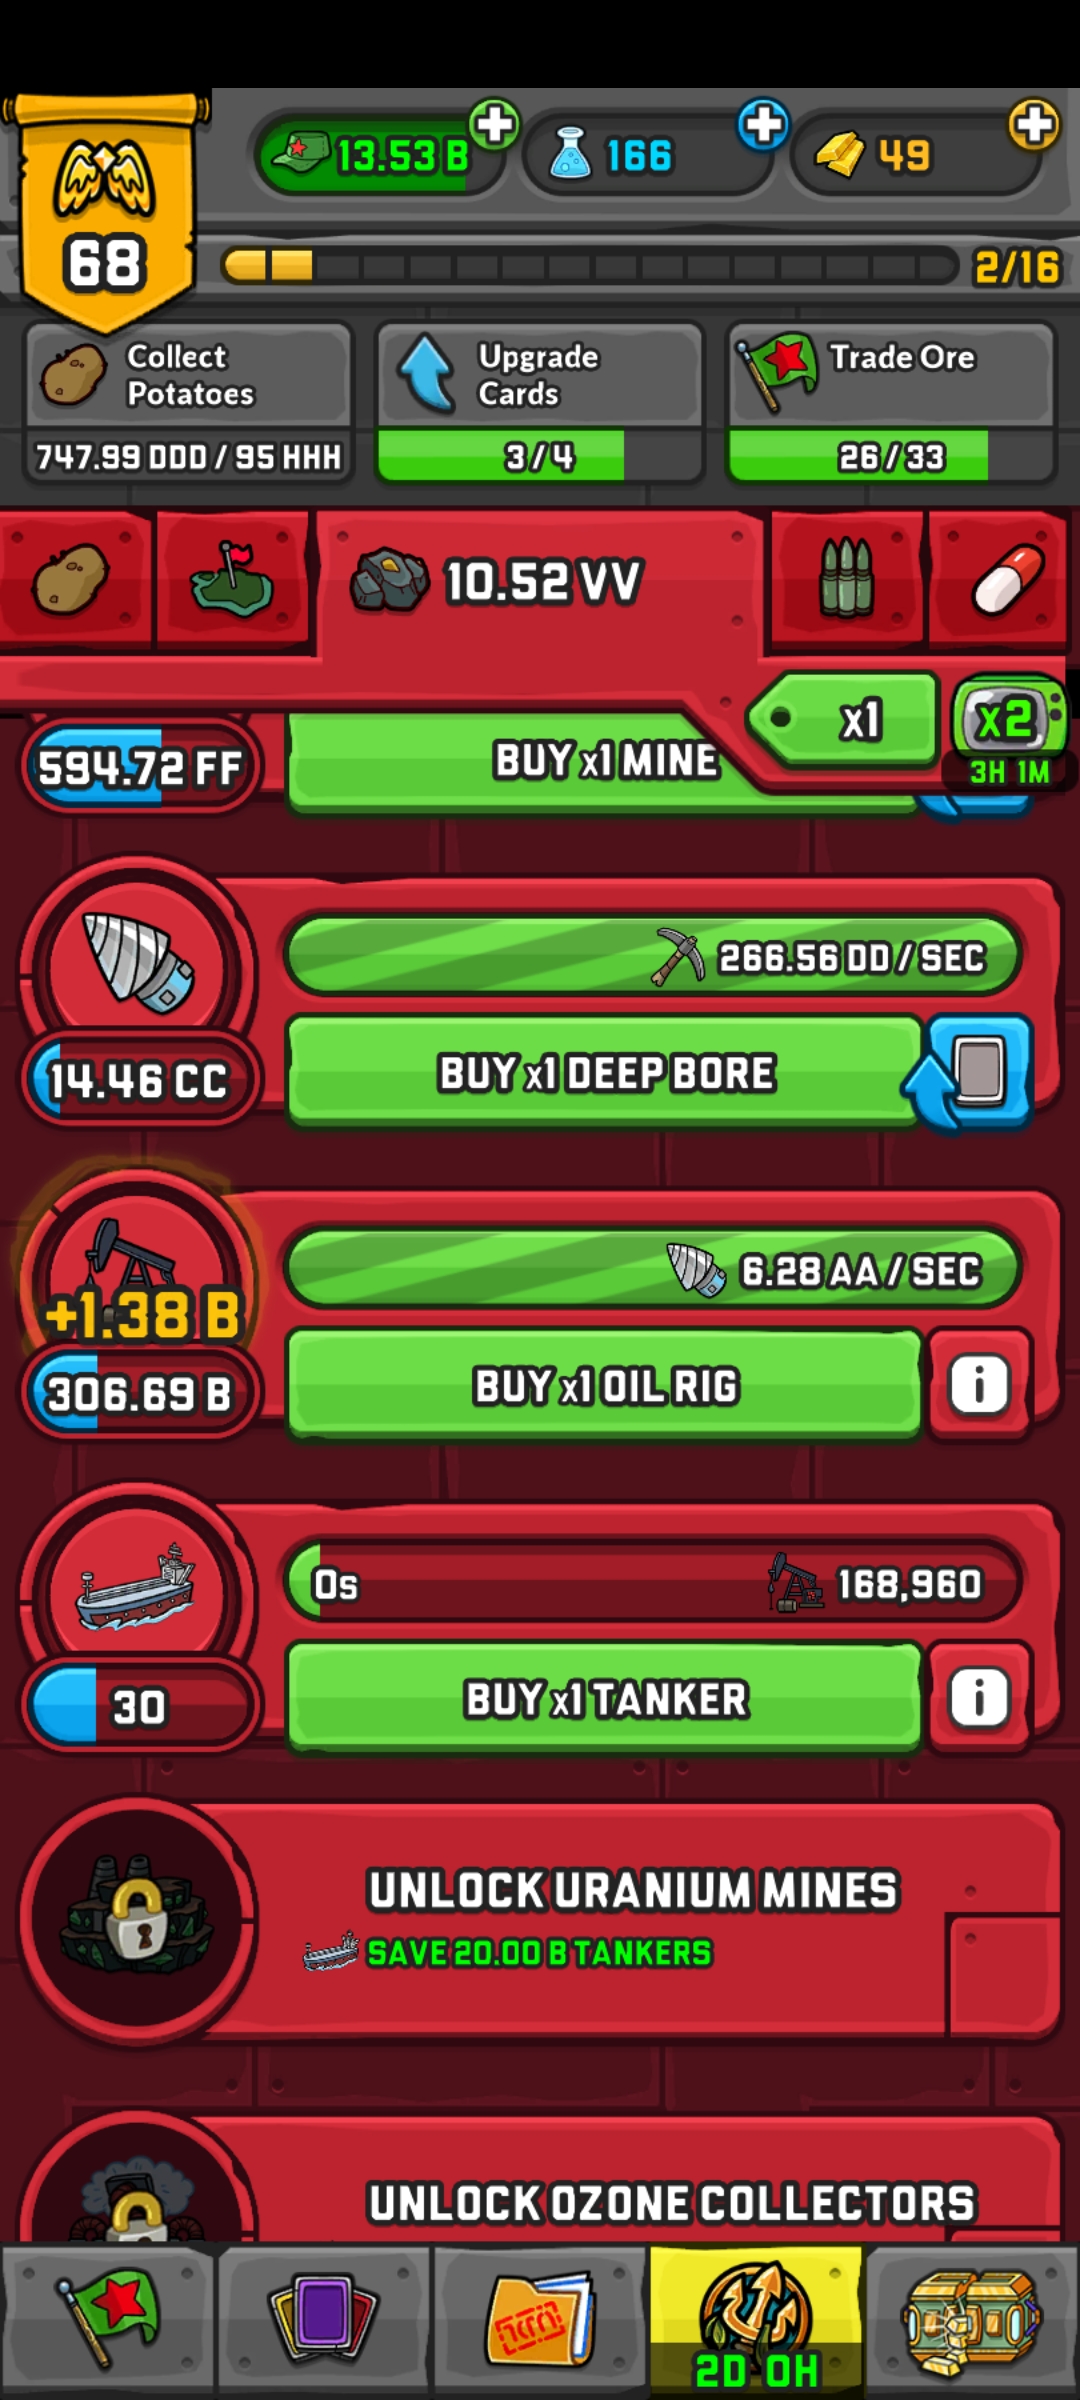 13.53 B
166
49
68
2/16
Collect
Potatoes
747.99 DDD / 95 HHH
Upgrade
Cards
3/4
Trade Ore
26/33
10.52 VV
x1
x2
3H 1M
594.72 FF
BUY x1 MINE
266.56 DD / SEC
14.46 CC
BUY x1 DEEP BORE
6.28 AA / SEC
+1.38 B
306.69 B
BUY x1 OIL RIG
0s
168,960
30
BUY x1 TANKER
UNLOCK URANIUM MINES
SAVE 20.00 B TANKERS
UNLOCK OZONE COLLECTORS
2D 0H